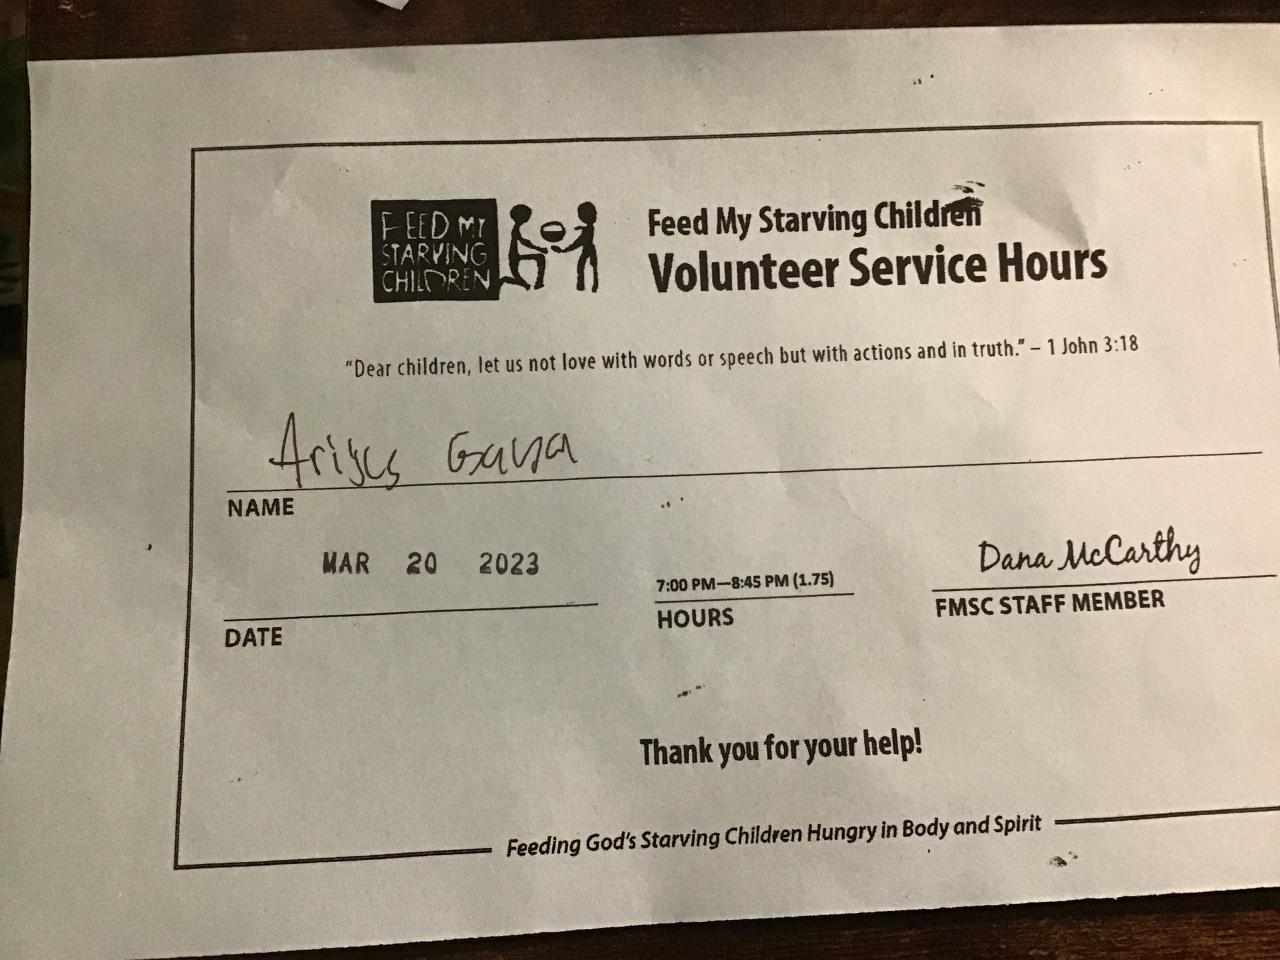 FEED MY
STARVING
CHILDREN
Feed My Starving Children
Volunteer Service Hours
"Dear children, let us not love with words or speech but with actions and in truth." – 1 John 3:18
NAME
MAR 20 2023
DATE
7:00 PM—8:45 PM (1.75)
HOURS
Dana McCarthy
FMSC STAFF MEMBER
Thank you for your help!
Feeding God's Starving Children Hungry in Body and Spirit